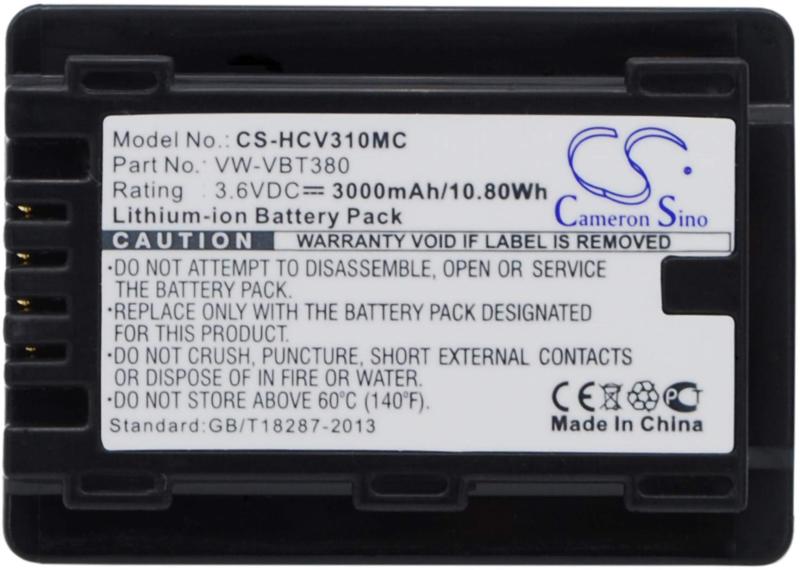 Model No.: CS-HCV310MC
Part No.: VW-VBT380
Rating : 3.6VDC⎓ 3000mAh/10.80Wh
Lithium-ion Battery Pack
CS
Cameron Sino
CAUTION WARRANTY VOID IF LABEL IS REMOVED
•DO NOT ATTEMPT TO DISASSEMBLE, OPEN OR SERVICE
THE BATTERY PACK.
•REPLACE ONLY WITH THE BATTERY PACK DESIGNATED
FOR THIS PRODUCT.
•DO NOT CRUSH, PUNCTURE, SHORT EXTERNAL CONTACTS
OR DISPOSE OF IN FIRE OR WATER.
•DO NOT STORE ABOVE 60°C (140°F).
Standard:GB/T18287-2013
CE
Made In China